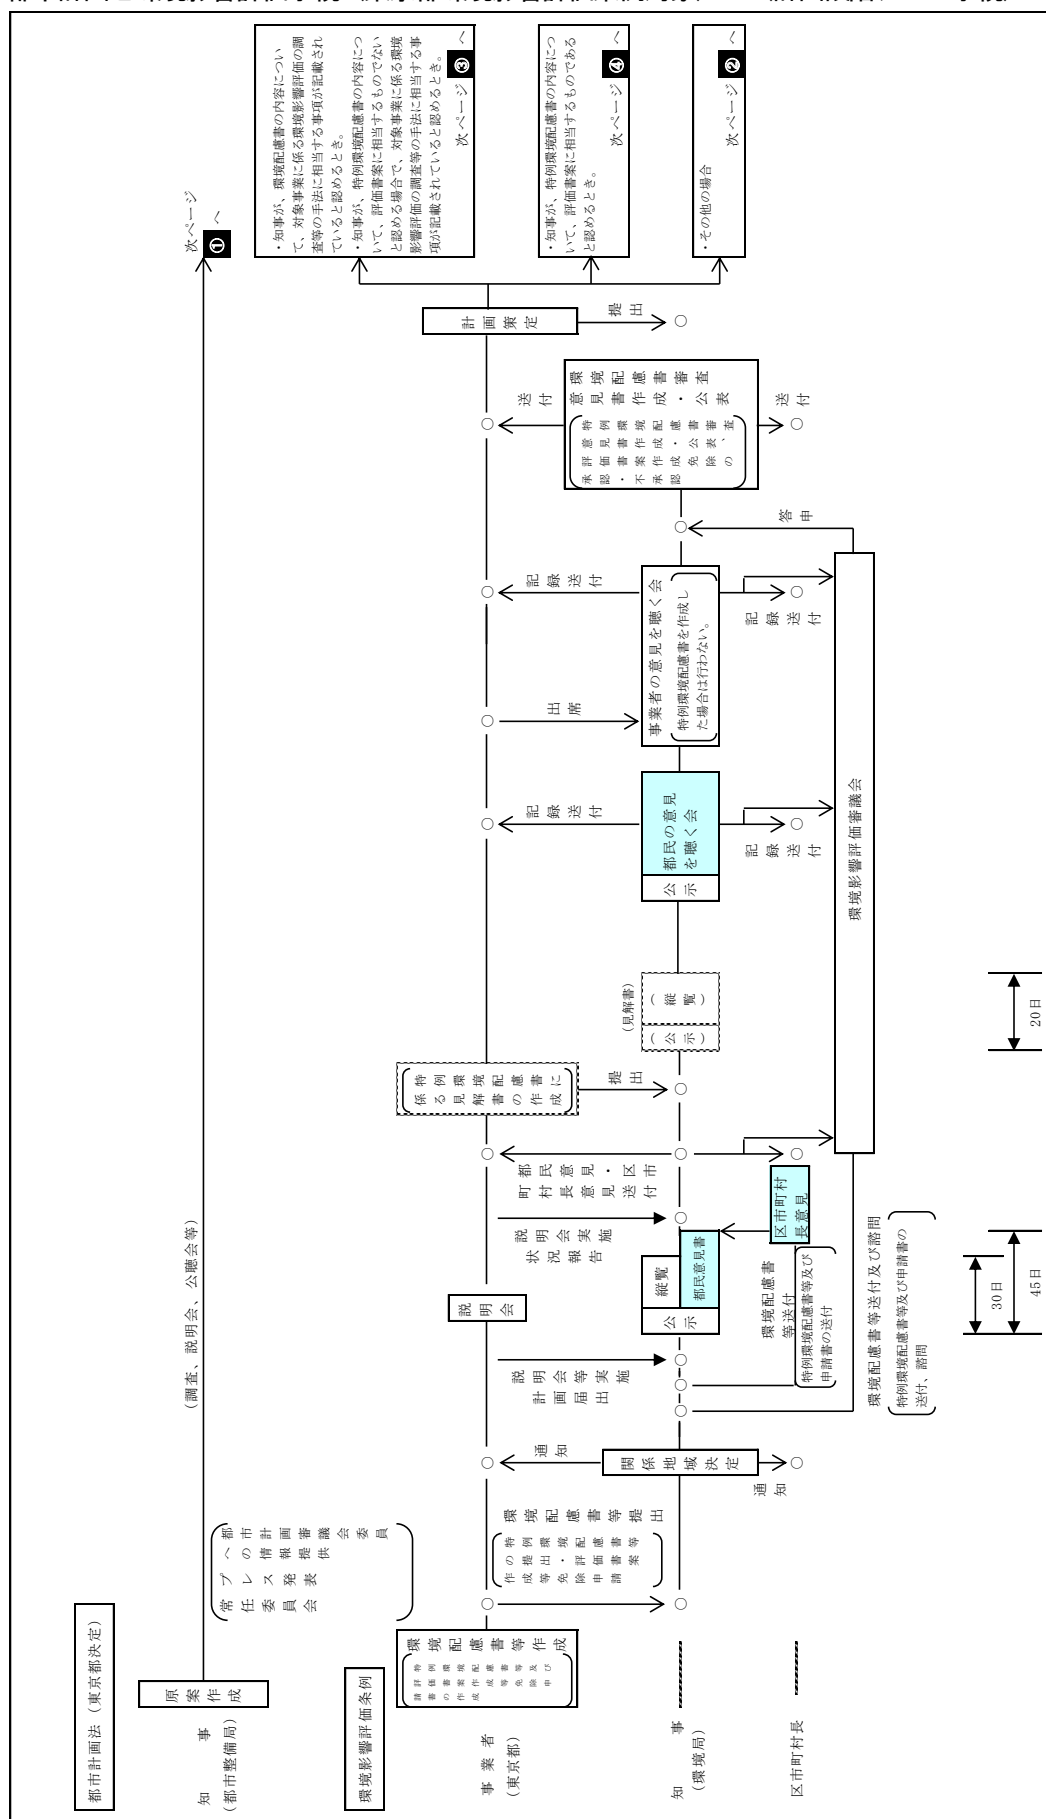 都市計画法（東京都決定）
知事
（都市整備局）
原案作成
都市計画審議会委員
への情報提供
プレス発表
常任委員会
（調査、説明会、公聴会等）
次ページ
① へ
環境影響評価条例
事業者
（東京都）
環境配慮書等作成
特例環境配慮書及び
評価書案作成等免除申
請書の作成
環境配慮書等提出
特例環境配慮書等
の提出・評価書案
作成等免除申請
関係地域決定
通知
通知
説明会等実施
計画届出
説明会
説明会実施
状況報告
公示
縦覧
都民意見書
区市町村
長意見
環境配慮書
等送付
特例環境配慮書等及び
申請書の送付
環境配慮書等送付及び諮問
特例環境配慮書等及び申請書の
送付、諮問
都民意見・区市
町村長意見送付
特例環境配慮書に
係る見解書の作成
提出
(見解書)
(公示)
(縦覧)
公示
都民の意見
を聴く会
記録送付
記録送付
出席
事業者の意見を聴く会
特例環境配慮書を作成し
た場合は行わない。
記録送付
記録送付
環境影響評価審議会
答申
環境配慮書審査
意見書作成・公表
特例環境配慮書審査
意見書作成・公表、
評価書案作成免除の
承認・不承認
送付
送付
計画策定
提出
・知事が、環境配慮書の内容につい
て、対象事業に係る環境影響評価の調
査等の手法に相当する事項が記載され
ていると認めるとき。
・知事が、特例環境配慮書の内容につ
いて、評価書案に相当するものでない
と認める場合で、対象事業に係る環境
影響評価の調査等の手法に相当する事
項が記載されていると認めるとき。
次ページ ③ へ
・知事が、特例環境配慮書の内容につ
いて、評価書案に相当するものである
と認めるとき。
次ページ ④ へ
・その他の場合
次ページ ② へ
知事
（環境局）
区市町村長
30日
45日
20日